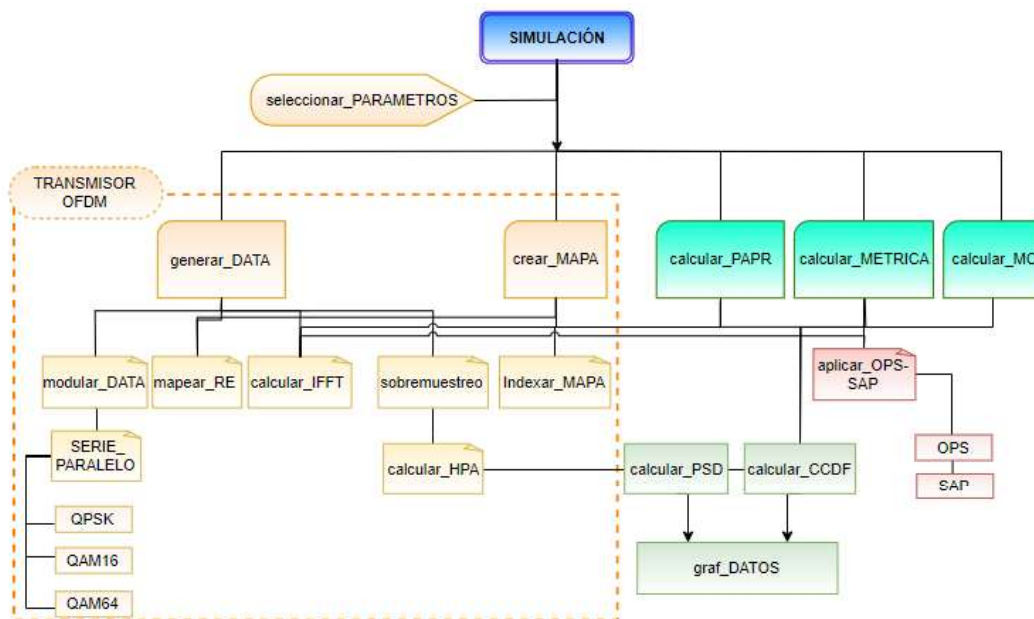 SIMULACIÓN
seleccionar_PARAMETROS
TRANSMISOR
OFDM
generar_DATA
crear_MAPA
calcular_PAPR
calcular_METRICA
calcular_MC
modular_DATA
mapear_RE
calcular_IFFT
sobremuestreo
Indexar_MAPA
aplicar_OPS-
SAP
SERIE_
PARALELO
calcular_HPA
calcular_PSD
calcular_CCDF
OPS
SAP
QPSK
QAM16
QAM64
graf_DATOS